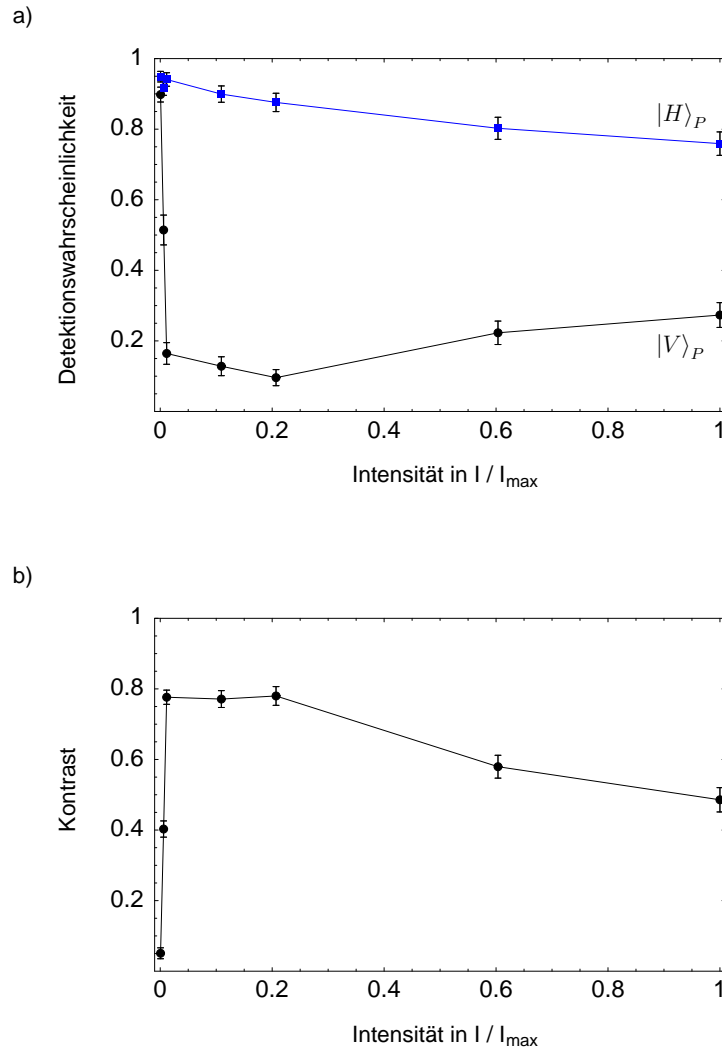 a)
1
0.8
0.6
0.4
0.2
Detektionswahrscheinlichkeit
|H⟩_P
|V⟩_P
0 0.2 0.4 0.6 0.8 1
Intensität in I / I_max
b)
1
0.8
0.6
0.4
0.2
Kontrast
0 0.2 0.4 0.6 0.8 1
Intensität in I / I_max